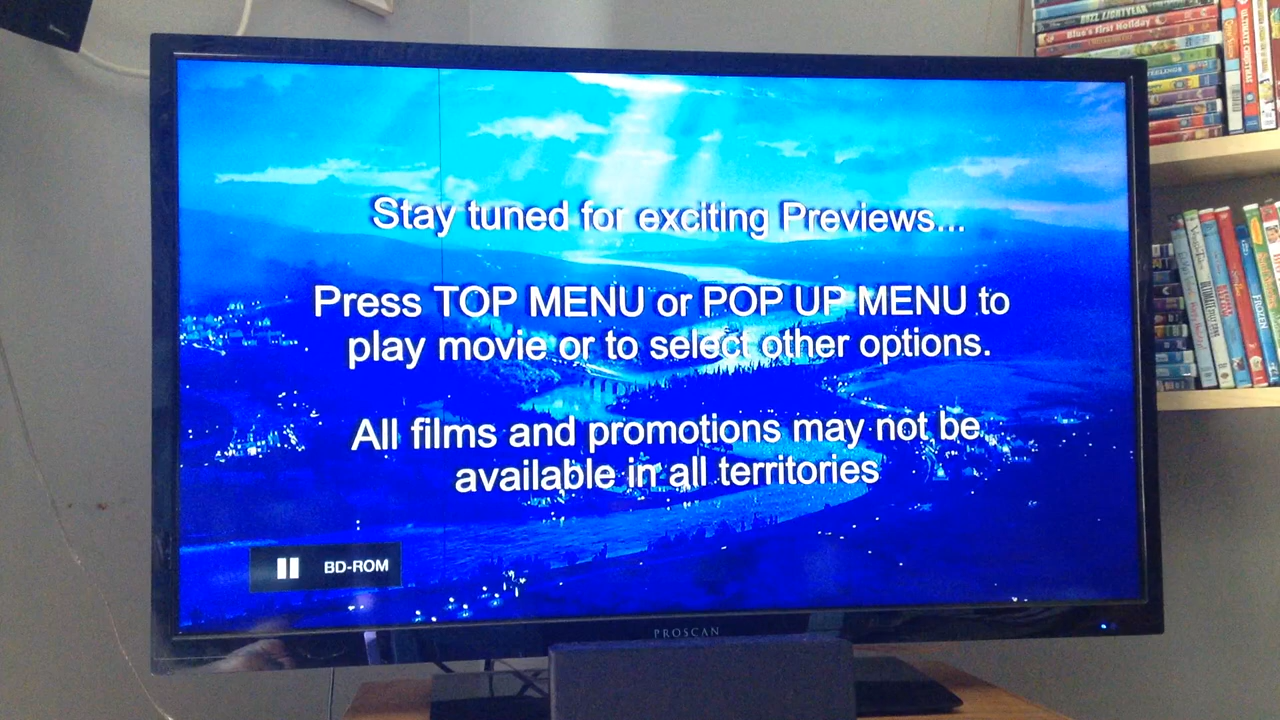 Stay tuned for exciting Previews...
Press TOP MENU or POP UP MENU to
play movie or to select other options.
All films and promotions may not be
available in all territories
BD-ROM
PROSCAN
Blue's First Holiday
ULTIMATE CHRISTMAS
FROZEN